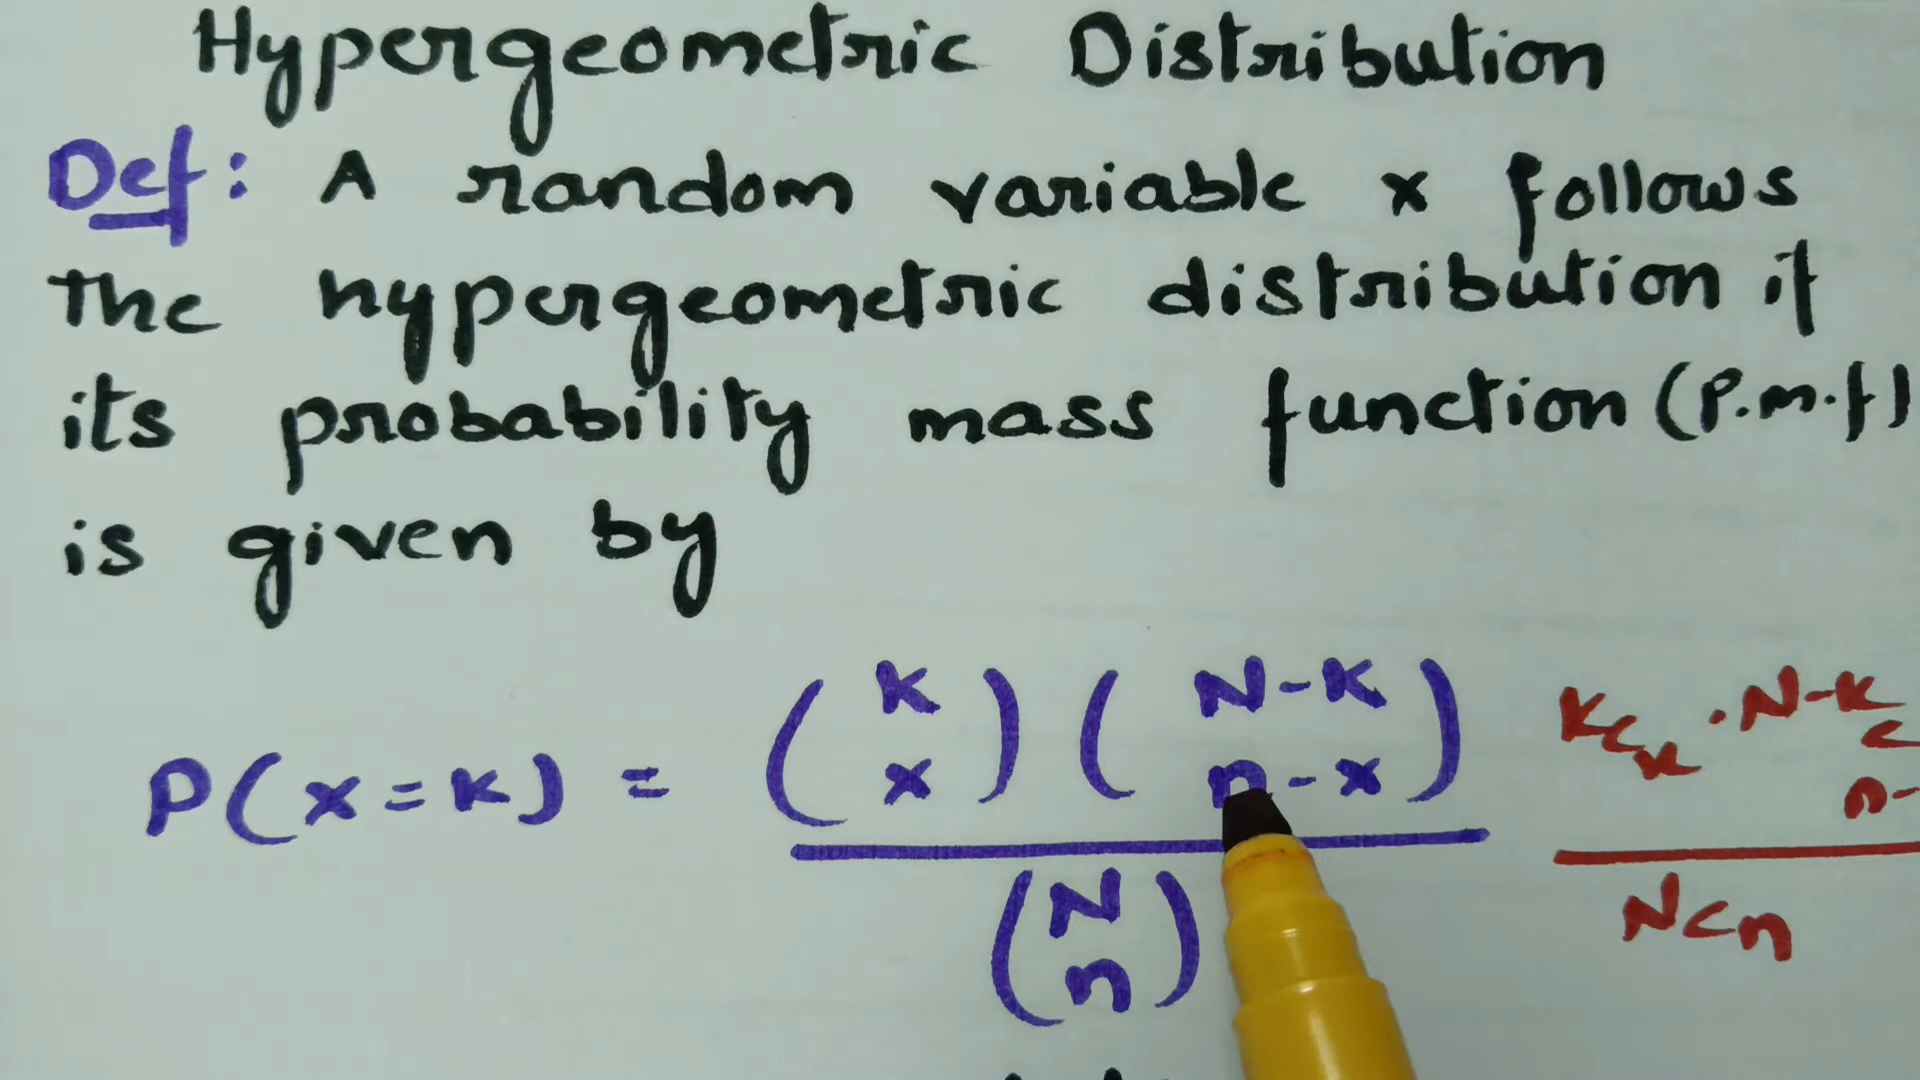 Hypergeometric Distribution
Def: A random variable x follows
the hypergeometric distribution if
its probability mass function (P.m.f)
is given by
P(x=k) = (k x) (N-k n-x) / (N n)
KCx . N-K C n- / NCn